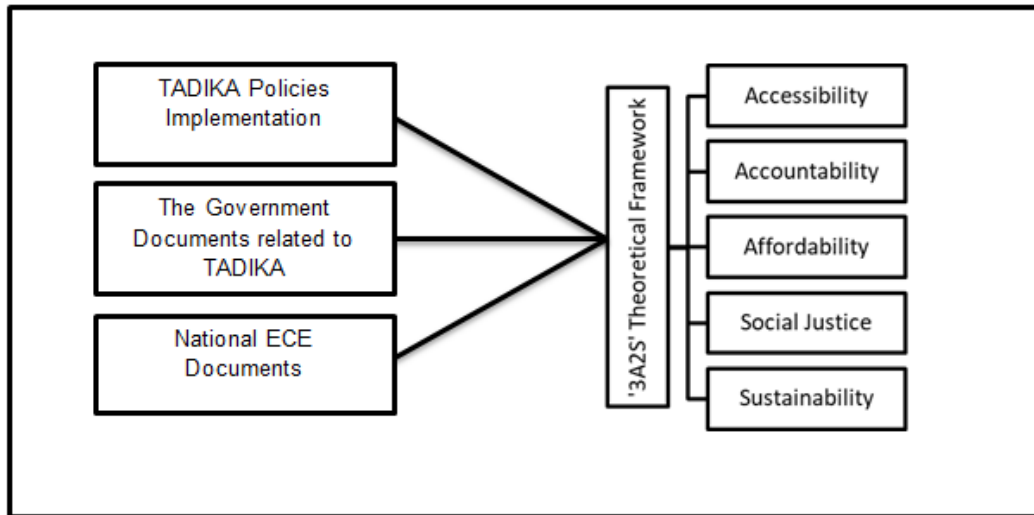 TADIKA Policies
Implementation
The Government
Documents related to
TADIKA
National ECE
Documents
'3A2S' Theoretical Framework
Accessibility
Accountability
Affordability
Social Justice
Sustainability